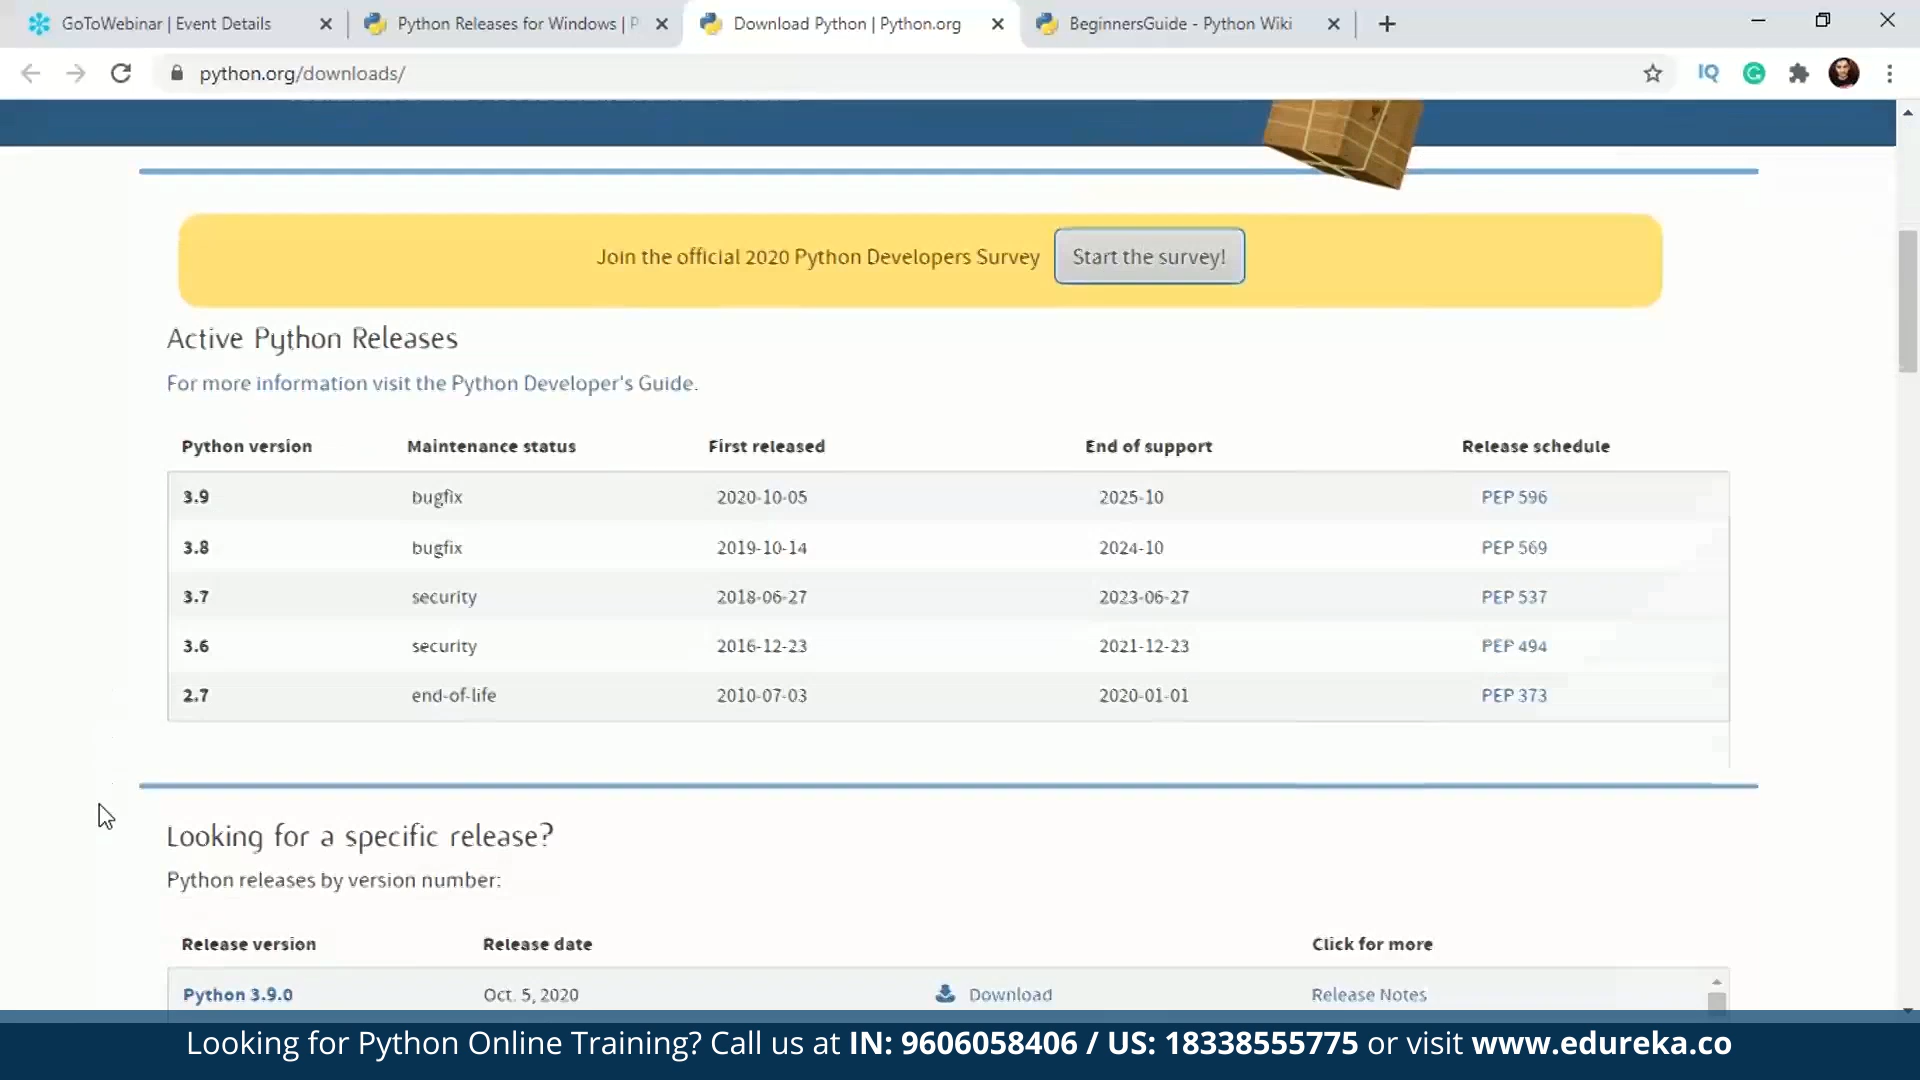 GoToWebinar | Event Details
Python Releases for Windows | P
Download Python | Python.org
BeginnersGuide - Python Wiki
python.org/downloads/
IQ
Join the official 2020 Python Developers Survey Start the survey!
Active Python Releases
For more information visit the Python Developer's Guide.
Python version Maintenance status First released End of support Release schedule
3.9 bugfix 2020-10-05 2025-10 PEP 596
3.8 bugfix 2019-10-14 2024-10 PEP 569
3.7 security 2018-06-27 2023-06-27 PEP 537
3.6 security 2016-12-23 2021-12-23 PEP 494
2.7 end-of-life 2010-07-03 2020-01-01 PEP 373
Looking for a specific release?
Python releases by version number:
Release version Release date Click for more
Python 3.9.0 Oct. 5, 2020 Download Release Notes
Looking for Python Online Training? Call us at IN: 9606058406 / US: 18338555775 or visit www.edureka.co